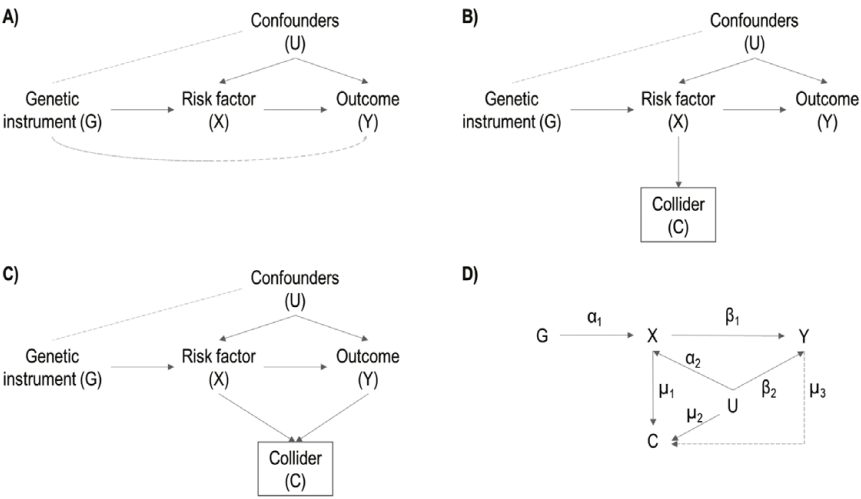 A)
Confounders
(U)
Genetic
instrument (G)
Risk factor
(X)
Outcome
(Y)
B)
Confounders
(U)
Genetic
instrument (G)
Risk factor
(X)
Outcome
(Y)
Collider
(C)
C)
Confounders
(U)
Genetic
instrument (G)
Risk factor
(X)
Outcome
(Y)
Collider
(C)
D)
G
α₁
X
β₁
Y
α₂
μ₁
U
β₂
μ₃
μ₂
C